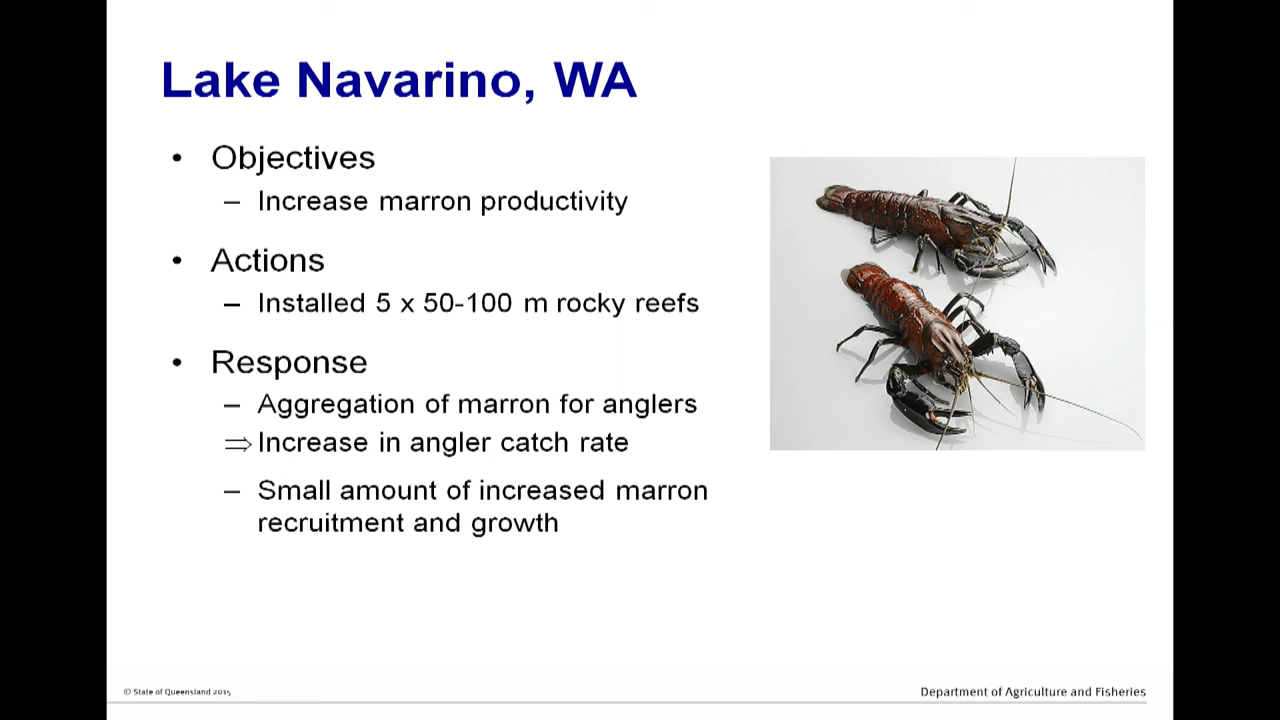 Lake Navarino, WA
• Objectives
– Increase marron productivity
• Actions
– Installed 5 x 50-100 m rocky reefs
• Response
– Aggregation of marron for anglers
⇒ Increase in angler catch rate
– Small amount of increased marron
recruitment and growth
© State of Queensland 2015
Department of Agriculture and Fisheries